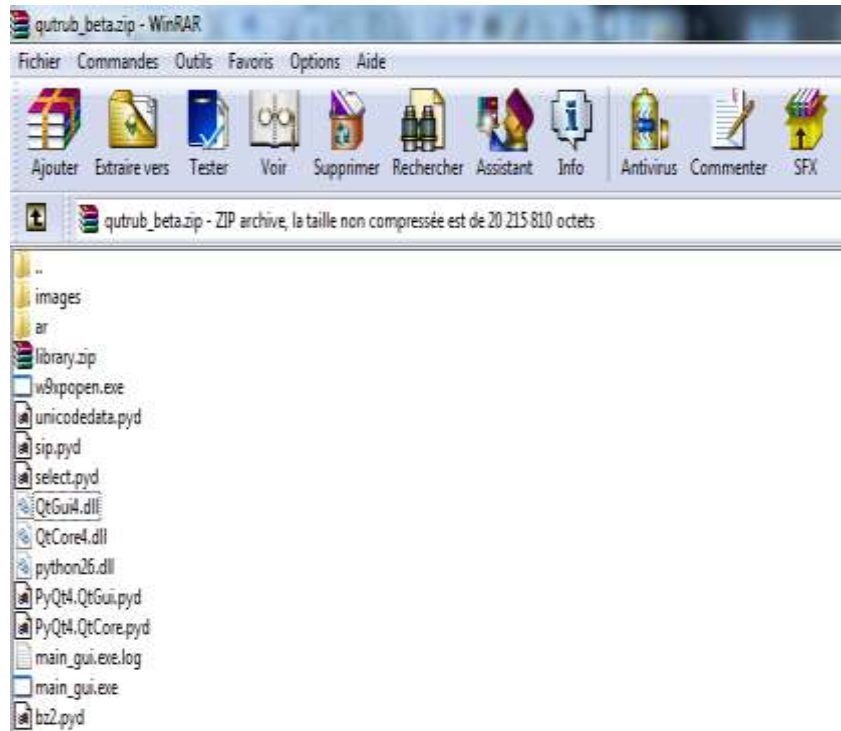 qutrub_beta.zip - WinRAR
Fichier Commandes Outils Favoris Options Aide
Ajouter Extraire vers Tester Voir Supprimer Rechercher Assistant Info Antivirus Commenter SFX
qutrub_beta.zip - ZIP archive, la taille non compressée est de 20 215 810 octets
..
images
ar
library.zip
w9xpopen.exe
unicodedata.pyd
sip.pyd
select.pyd
QtGui4.dll
QtCore4.dll
python26.dll
PyQt4.QtGui.pyd
PyQt4.QtCore.pyd
main_gui.exe.log
main_gui.exe
bz2.pyd